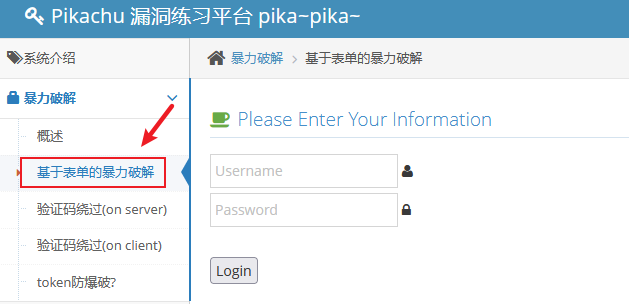 Pikachu 漏洞练习平台 pika~pika~
系统介绍
暴力破解 > 基于表单的暴力破解
暴力破解
概述
基于表单的暴力破解
验证码绕过(on server)
验证码绕过(on client)
token防爆破?
Please Enter Your Information
Username
Password
Login